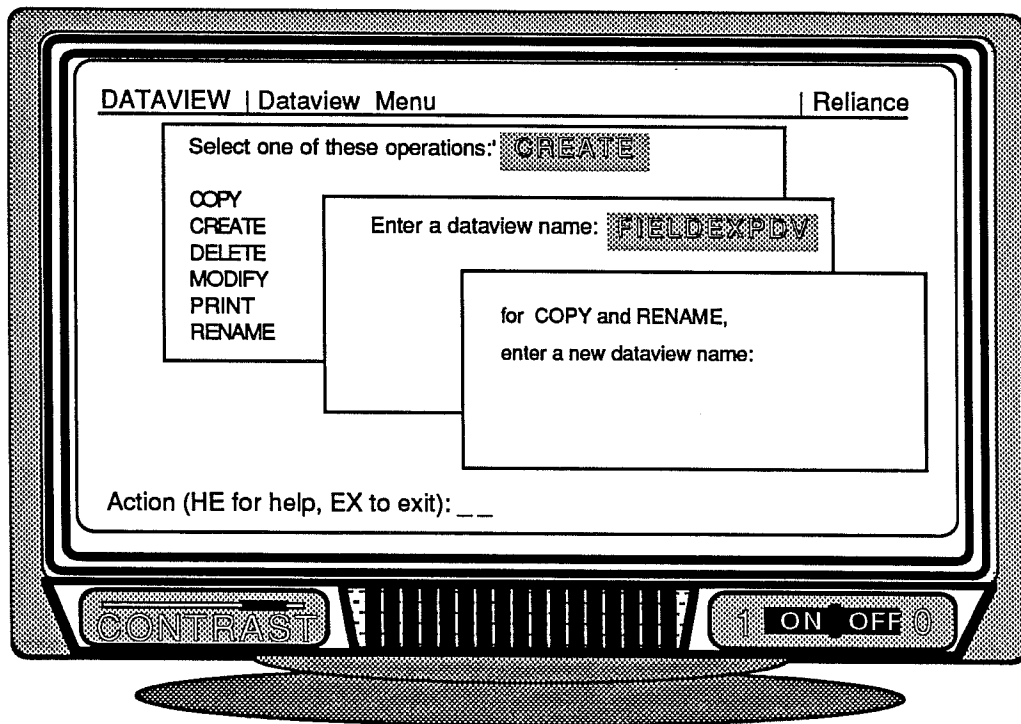 DATAVIEW | Dataview Menu | Reliance
Select one of these operations:' CREATE
COPY
CREATE
DELETE
MODIFY
PRINT
RENAME
Enter a dataview name: FIELDEXPDV
for COPY and RENAME,
enter a new dataview name:
Action (HE for help, EX to exit): _ _
CONTRAST
1 ON OFF 0